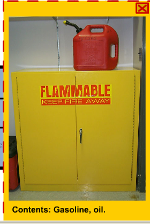 FLAMMABLE
KEEP FIRE AWAY
Contents: Gasoline, oil.